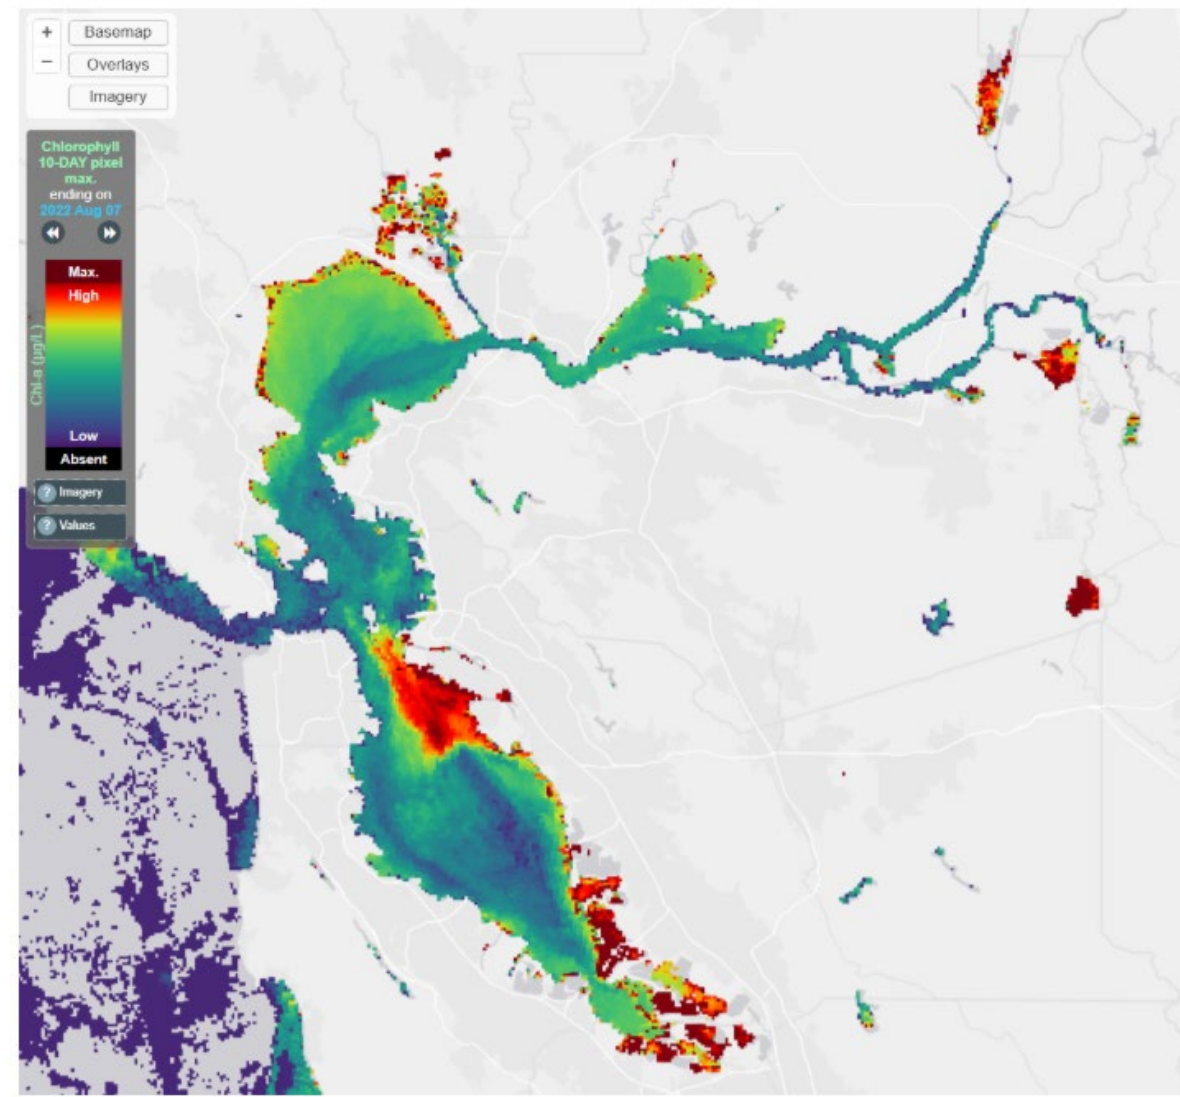 +
Basemap
−
Overlays
Imagery
Chlorophyll
10-DAY pixel
max.
ending on
2022 Aug 07
Max.
High
Chl-a (µg/L)
Low
Absent
? Imagery
? Values